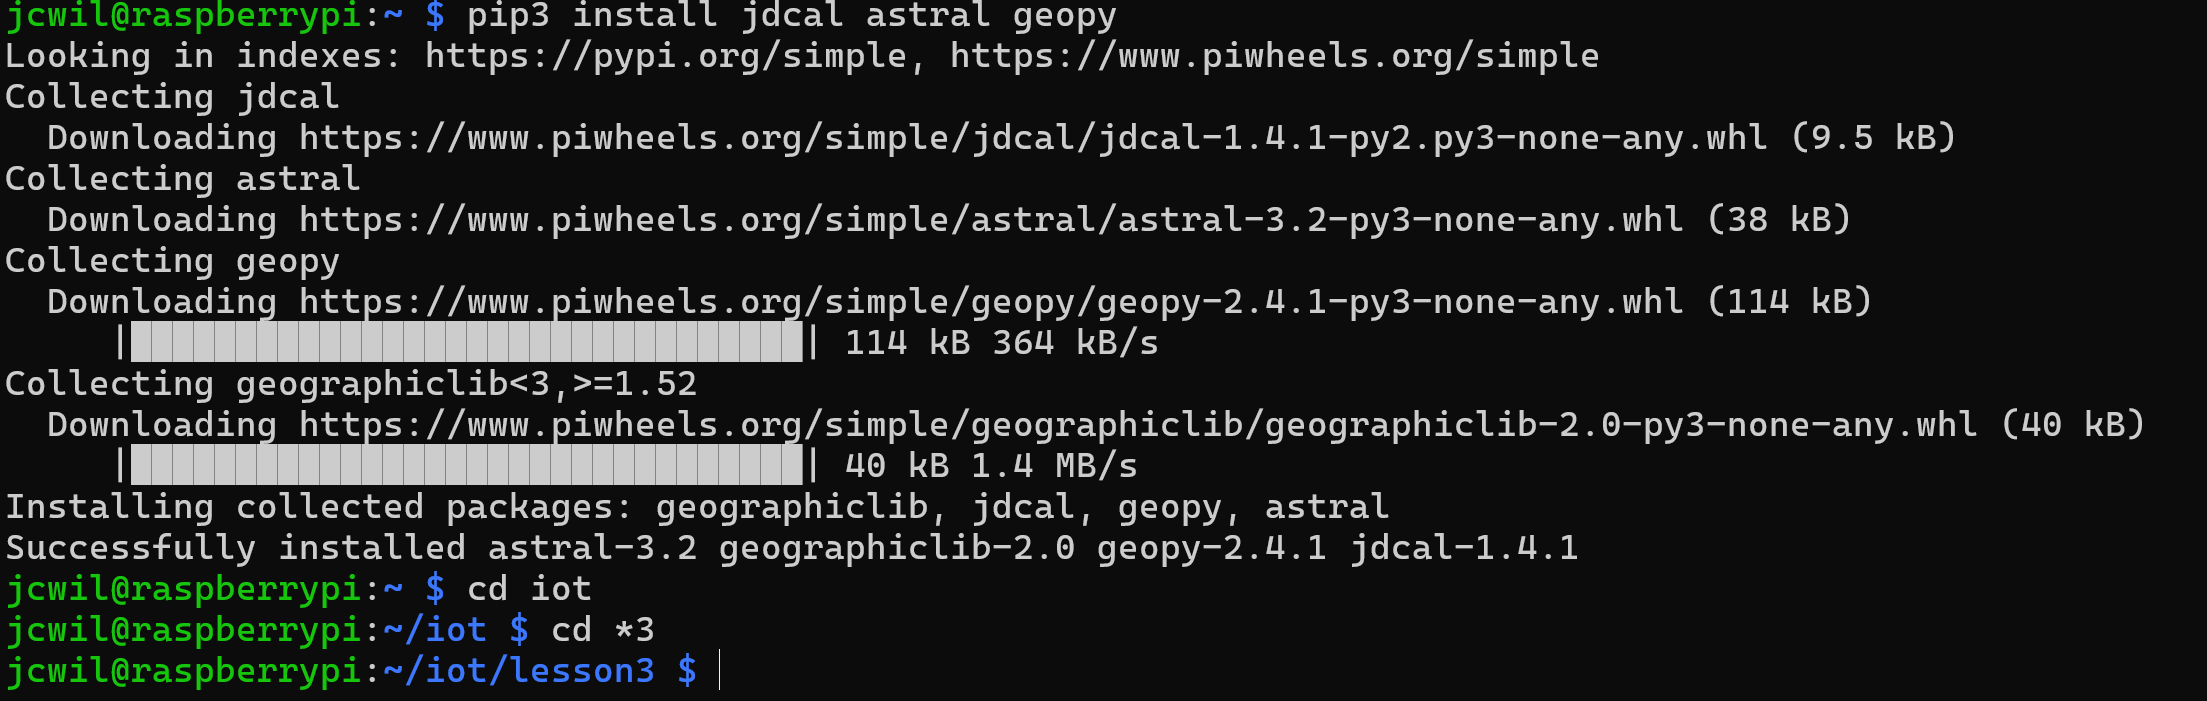 jcwil@raspberrypi:~ $ pip3 install jdcal astral geopy
Looking in indexes: https://pypi.org/simple, https://www.piwheels.org/simple
Collecting jdcal
  Downloading https://www.piwheels.org/simple/jdcal/jdcal-1.4.1-py2.py3-none-any.whl (9.5 kB)
Collecting astral
  Downloading https://www.piwheels.org/simple/astral/astral-3.2-py3-none-any.whl (38 kB)
Collecting geopy
  Downloading https://www.piwheels.org/simple/geopy/geopy-2.4.1-py3-none-any.whl (114 kB)
     |████████████████████████████████| 114 kB 364 kB/s
Collecting geographiclib<3,>=1.52
  Downloading https://www.piwheels.org/simple/geographiclib/geographiclib-2.0-py3-none-any.whl (40 kB)
     |████████████████████████████████| 40 kB 1.4 MB/s
Installing collected packages: geographiclib, jdcal, geopy, astral
Successfully installed astral-3.2 geographiclib-2.0 geopy-2.4.1 jdcal-1.4.1
jcwil@raspberrypi:~ $ cd iot
jcwil@raspberrypi:~/iot $ cd *3
jcwil@raspberrypi:~/iot/lesson3 $